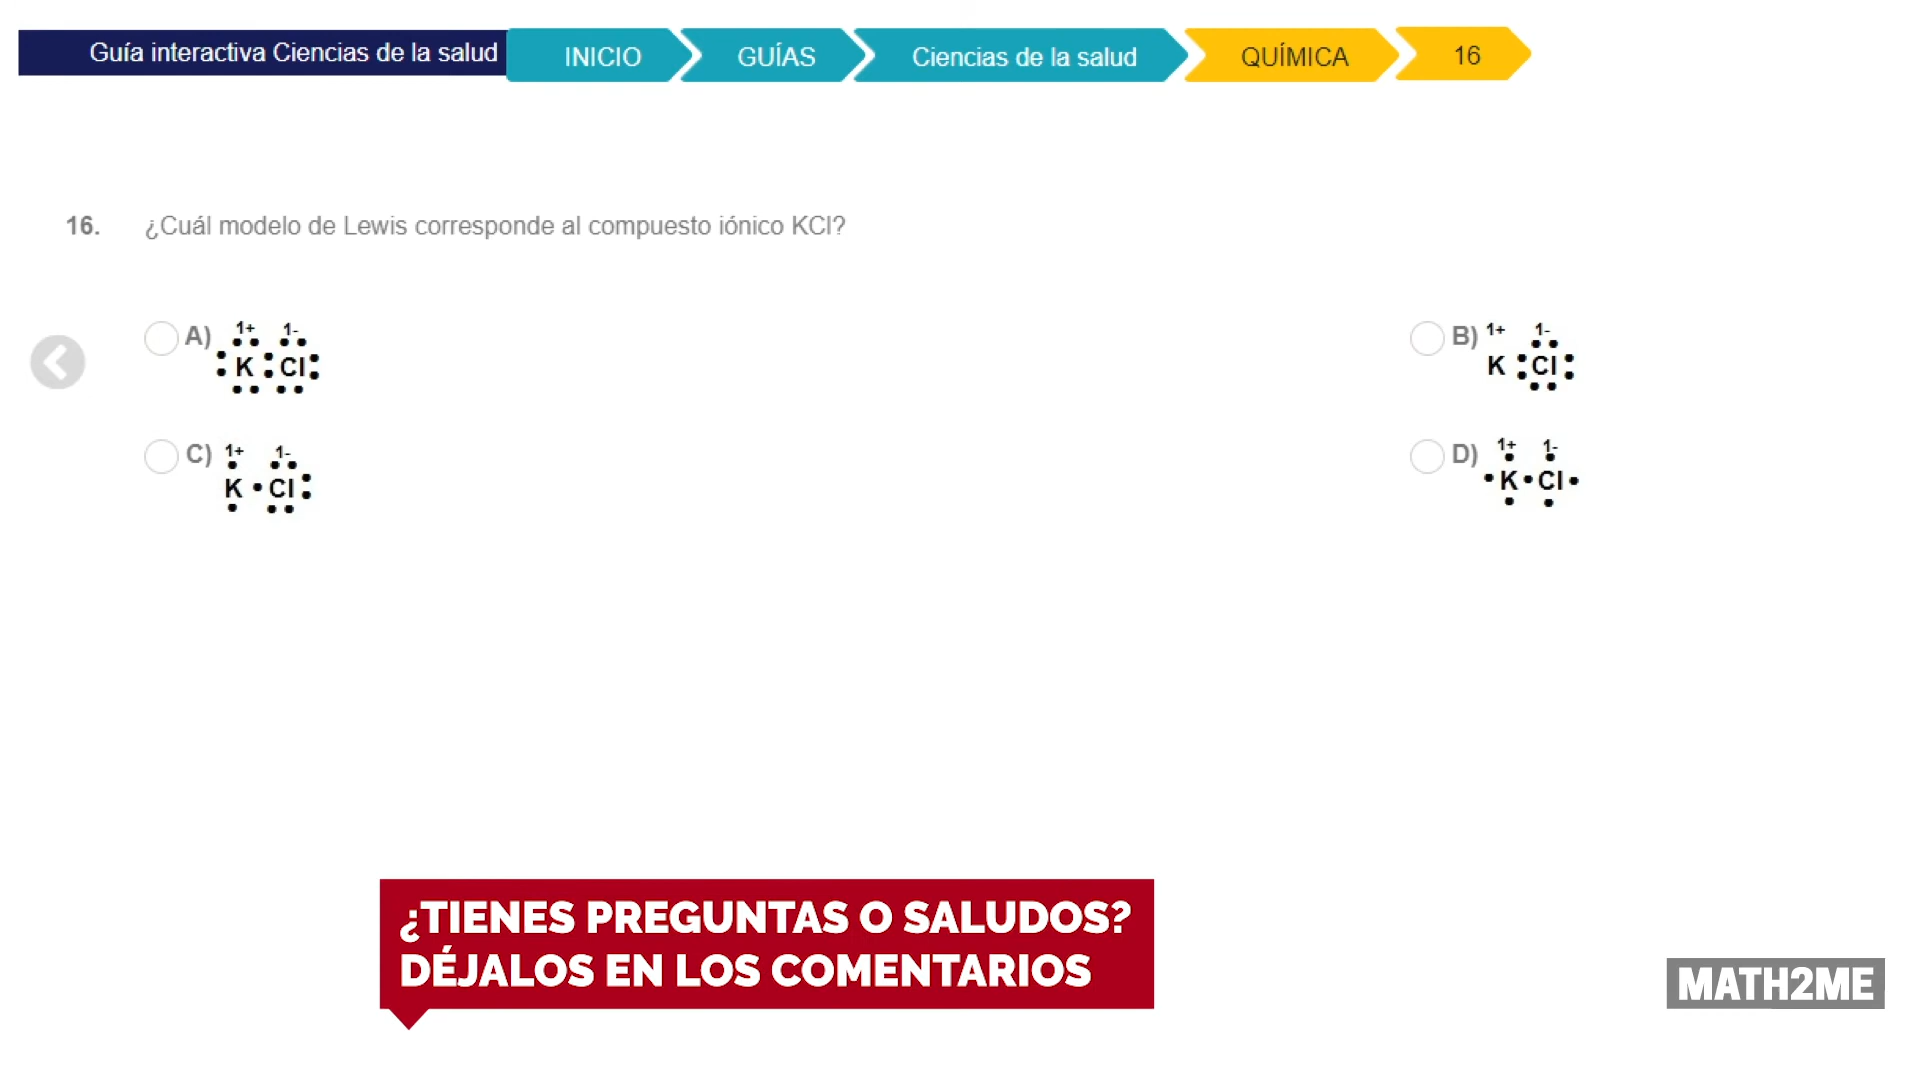 Guía interactiva Ciencias de la salud INICIO GUÍAS Ciencias de la salud QUÍMICA 16
16. ¿Cuál modelo de Lewis corresponde al compuesto iónico KCl?
A) 1+ 1-
K Cl
B) 1+ 1-
K Cl
C) 1+ 1-
K Cl
D) 1+ 1-
K Cl
¿TIENES PREGUNTAS O SALUDOS?
DÉJALOS EN LOS COMENTARIOS
MATH2ME